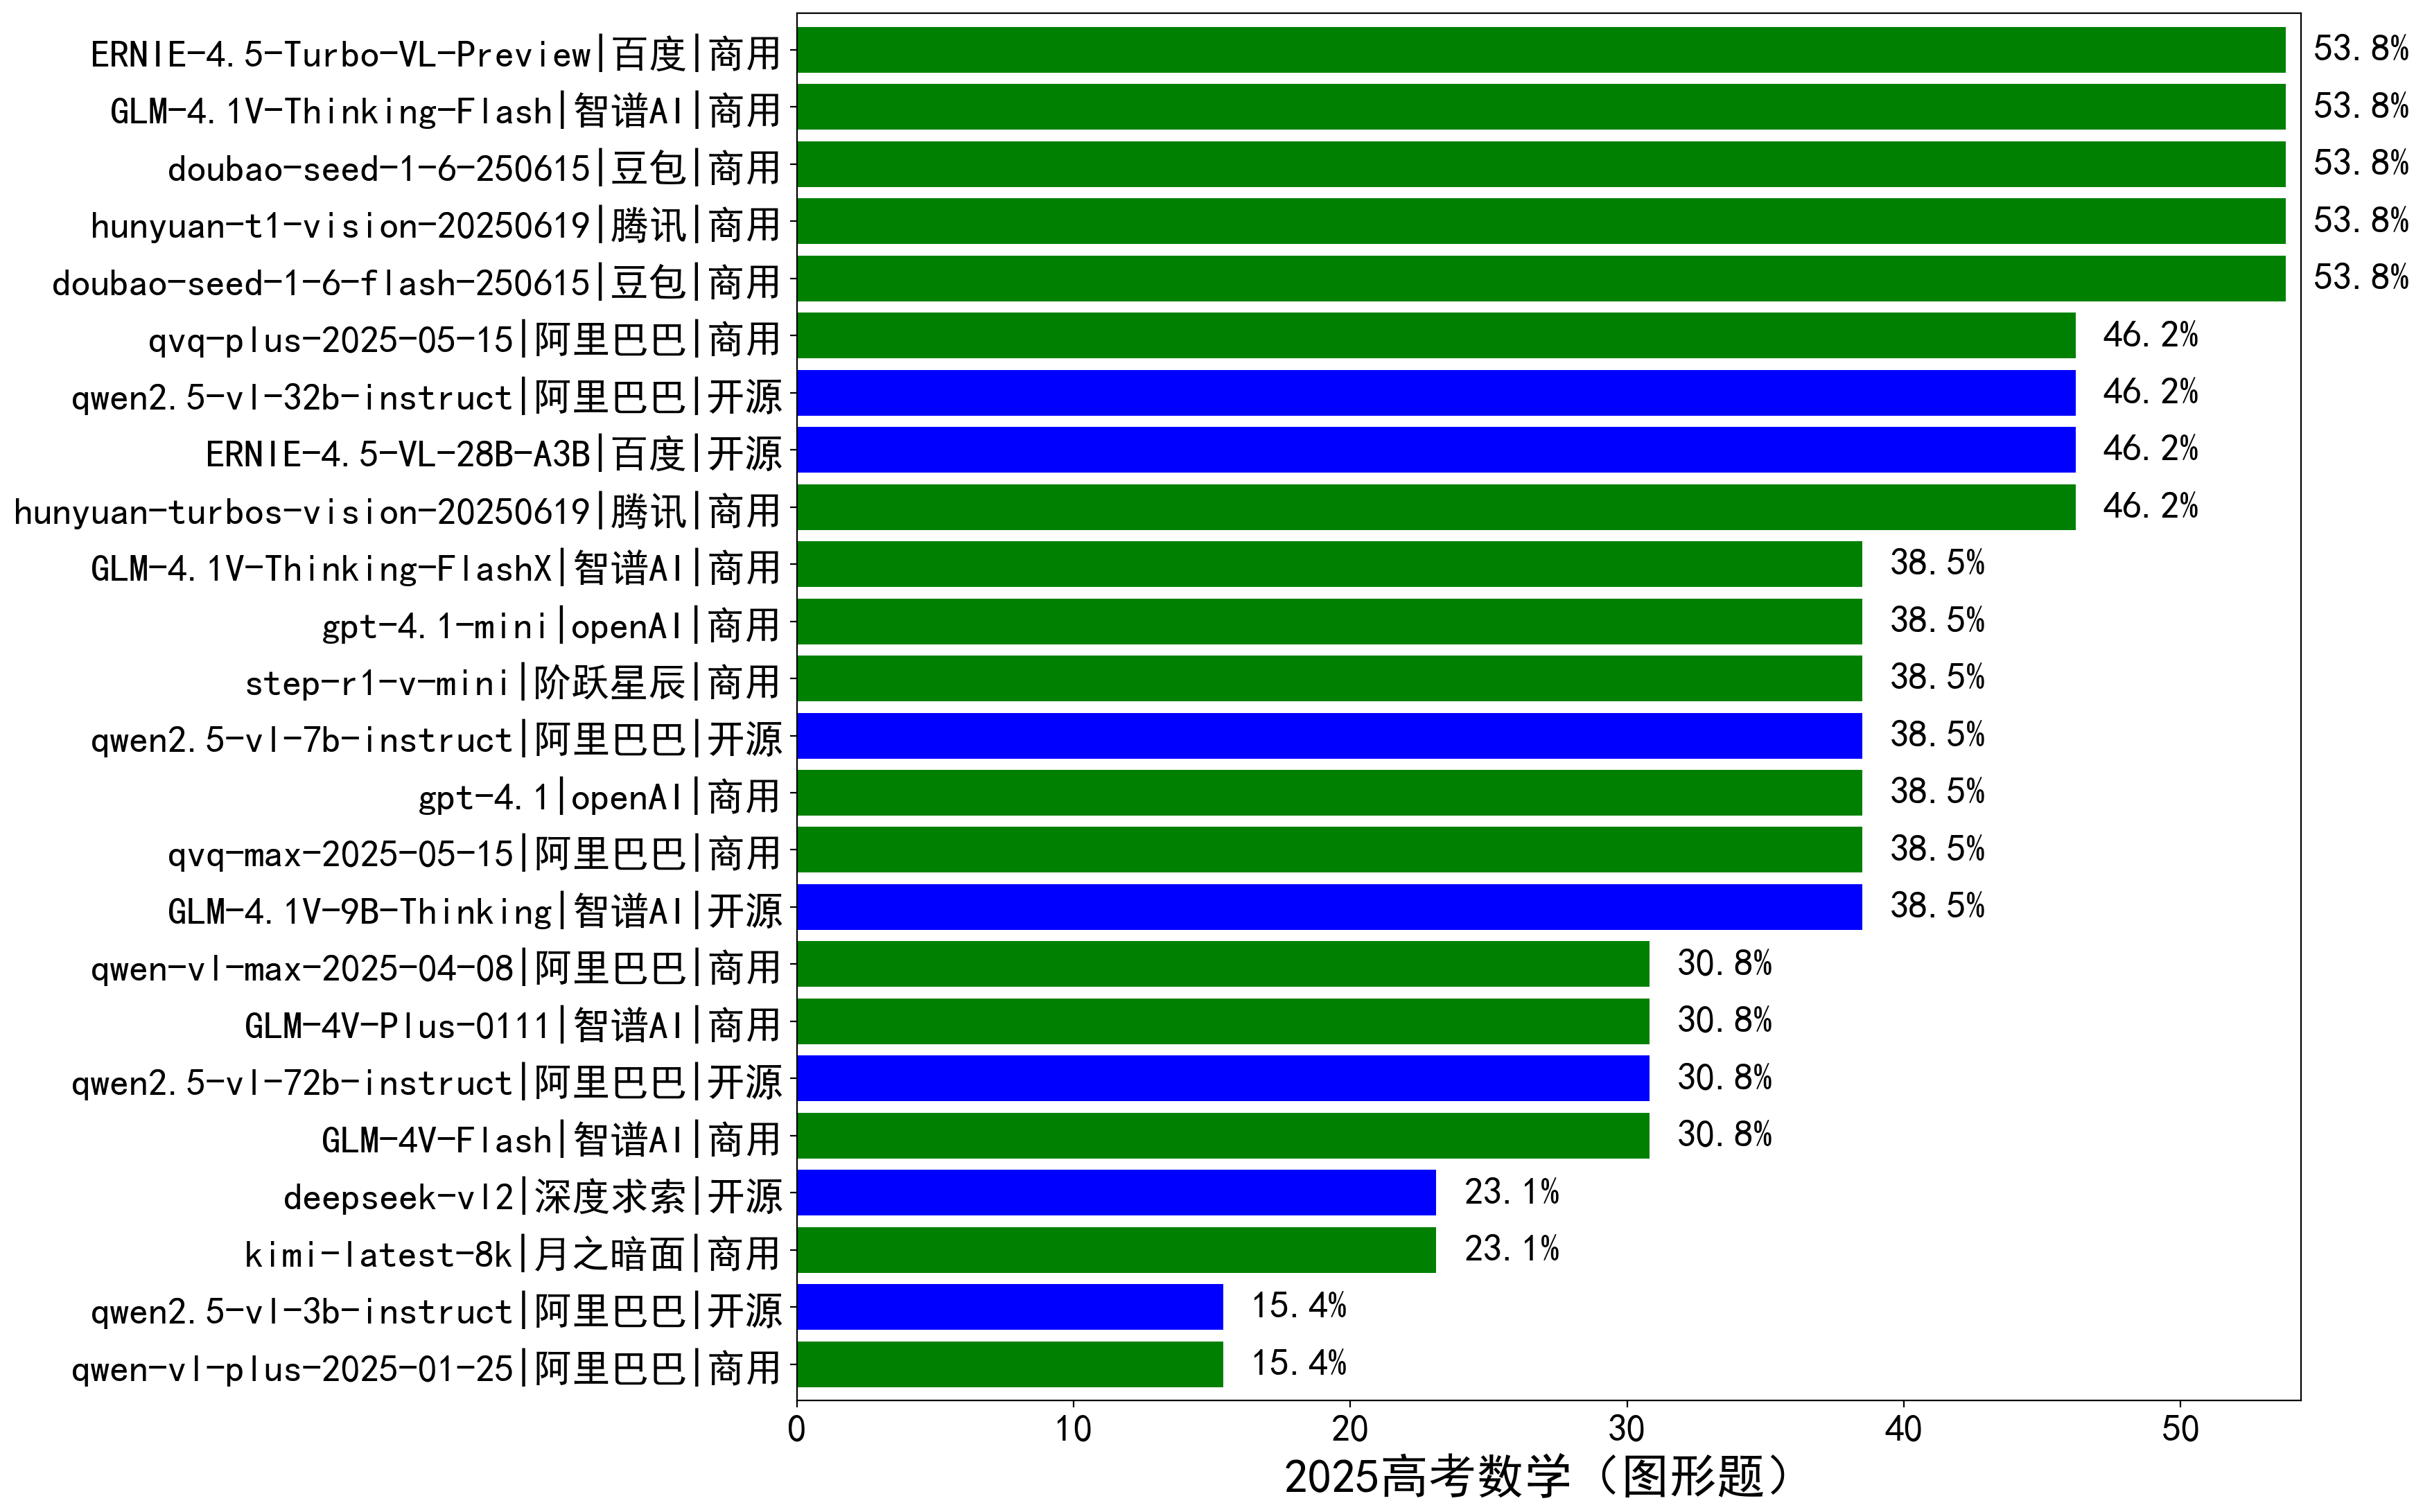 ERNIE-4.5-Turbo-VL-Preview|百度|商用 53.8%
GLM-4.1V-Thinking-Flash|智谱AI|商用 53.8%
doubao-seed-1-6-250615|豆包|商用 53.8%
hunyuan-t1-vision-20250619|腾讯|商用 53.8%
doubao-seed-1-6-flash-250615|豆包|商用 53.8%
qvq-plus-2025-05-15|阿里巴巴|商用 46.2%
qwen2.5-vl-32b-instruct|阿里巴巴|开源 46.2%
ERNIE-4.5-VL-28B-A3B|百度|开源 46.2%
hunyuan-turbos-vision-20250619|腾讯|商用 46.2%
GLM-4.1V-Thinking-FlashX|智谱AI|商用 38.5%
gpt-4.1-mini|openAI|商用 38.5%
step-r1-v-mini|阶跃星辰|商用 38.5%
qwen2.5-vl-7b-instruct|阿里巴巴|开源 38.5%
gpt-4.1|openAI|商用 38.5%
qvq-max-2025-05-15|阿里巴巴|商用 38.5%
GLM-4.1V-9B-Thinking|智谱AI|开源 38.5%
qwen-vl-max-2025-04-08|阿里巴巴|商用 30.8%
GLM-4V-Plus-0111|智谱AI|商用 30.8%
qwen2.5-vl-72b-instruct|阿里巴巴|开源 30.8%
GLM-4V-Flash|智谱AI|商用 30.8%
deepseek-vl2|深度求索|开源 23.1%
kimi-latest-8k|月之暗面|商用 23.1%
qwen2.5-vl-3b-instruct|阿里巴巴|开源 15.4%
qwen-vl-plus-2025-01-25|阿里巴巴|商用 15.4%
0 10 20 30 40 50
2025高考数学（图形题）